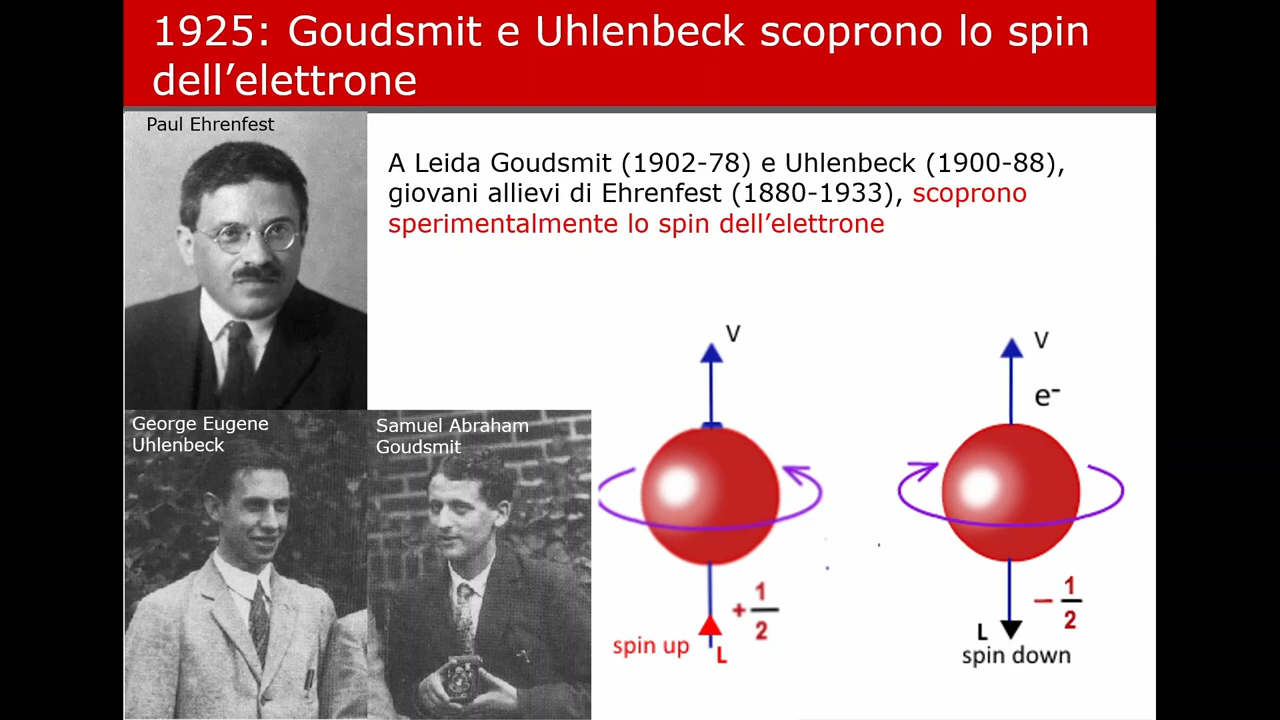 1925: Goudsmit e Uhlenbeck scoprono lo spin
dell’elettrone
Paul Ehrenfest
A Leida Goudsmit (1902-78) e Uhlenbeck (1900-88),
giovani allievi di Ehrenfest (1880-1933), scoprono
sperimentalmente lo spin dell’elettrone
George Eugene
Uhlenbeck
Samuel Abraham
Goudsmit
V
+ 1/2
spin up
L
V
e⁻
− 1/2
L
spin down